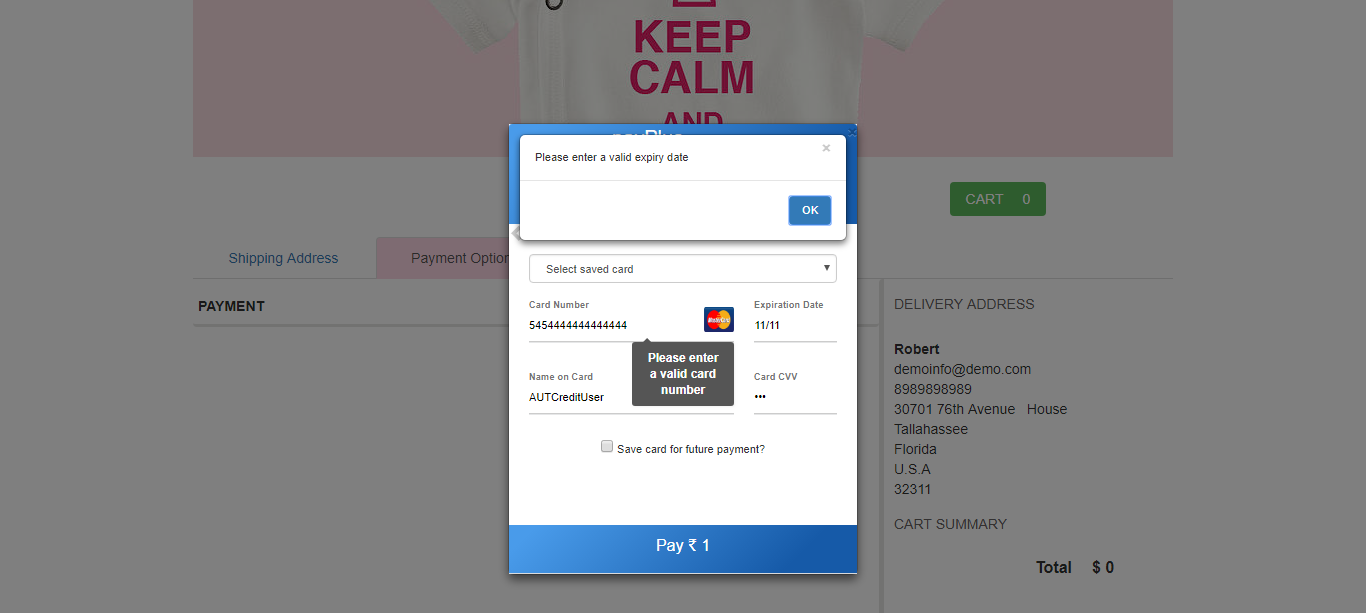 KEEP
CALM
AND
×
Please enter a valid expiry date
×
OK
CART 0
Shipping Address
Payment Option
Select saved card
PAYMENT
Card Number
5454444444444444
Expiration Date
11/11
Please enter
a valid card
number
Name on Card
AUTCreditUser
Card CVV
•••
Save card for future payment?
Pay ₹ 1
DELIVERY ADDRESS
Robert
demoinfo@demo.com
8989898989
30701 76th Avenue House
Tallahassee
Florida
U.S.A
32311
CART SUMMARY
Total $ 0